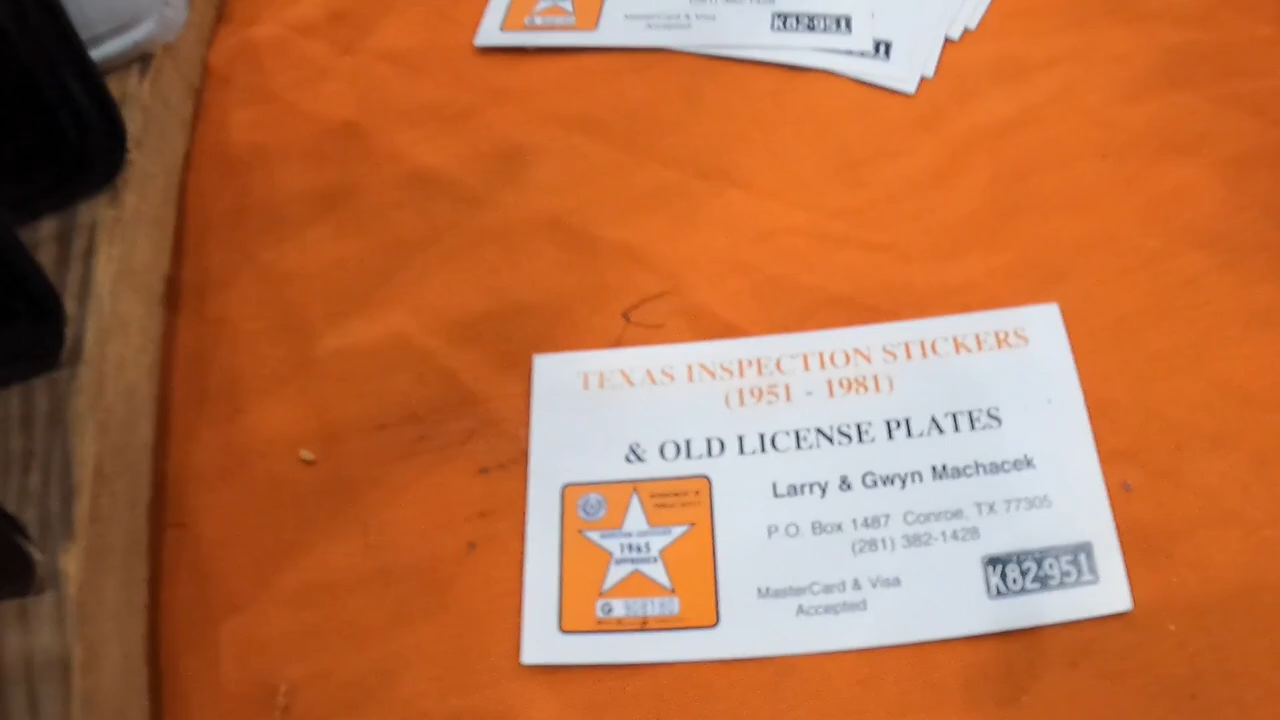 MasterCard & Visa
Accepted
K82-951
TEXAS INSPECTION STICKERS
(1951 - 1981)
& OLD LICENSE PLATES
Larry & Gwyn Machacek
P.O. Box 1487 Conroe, TX 77305
(281) 382-1428
1965
APPROVED
G
MasterCard & Visa
Accepted
K82-951